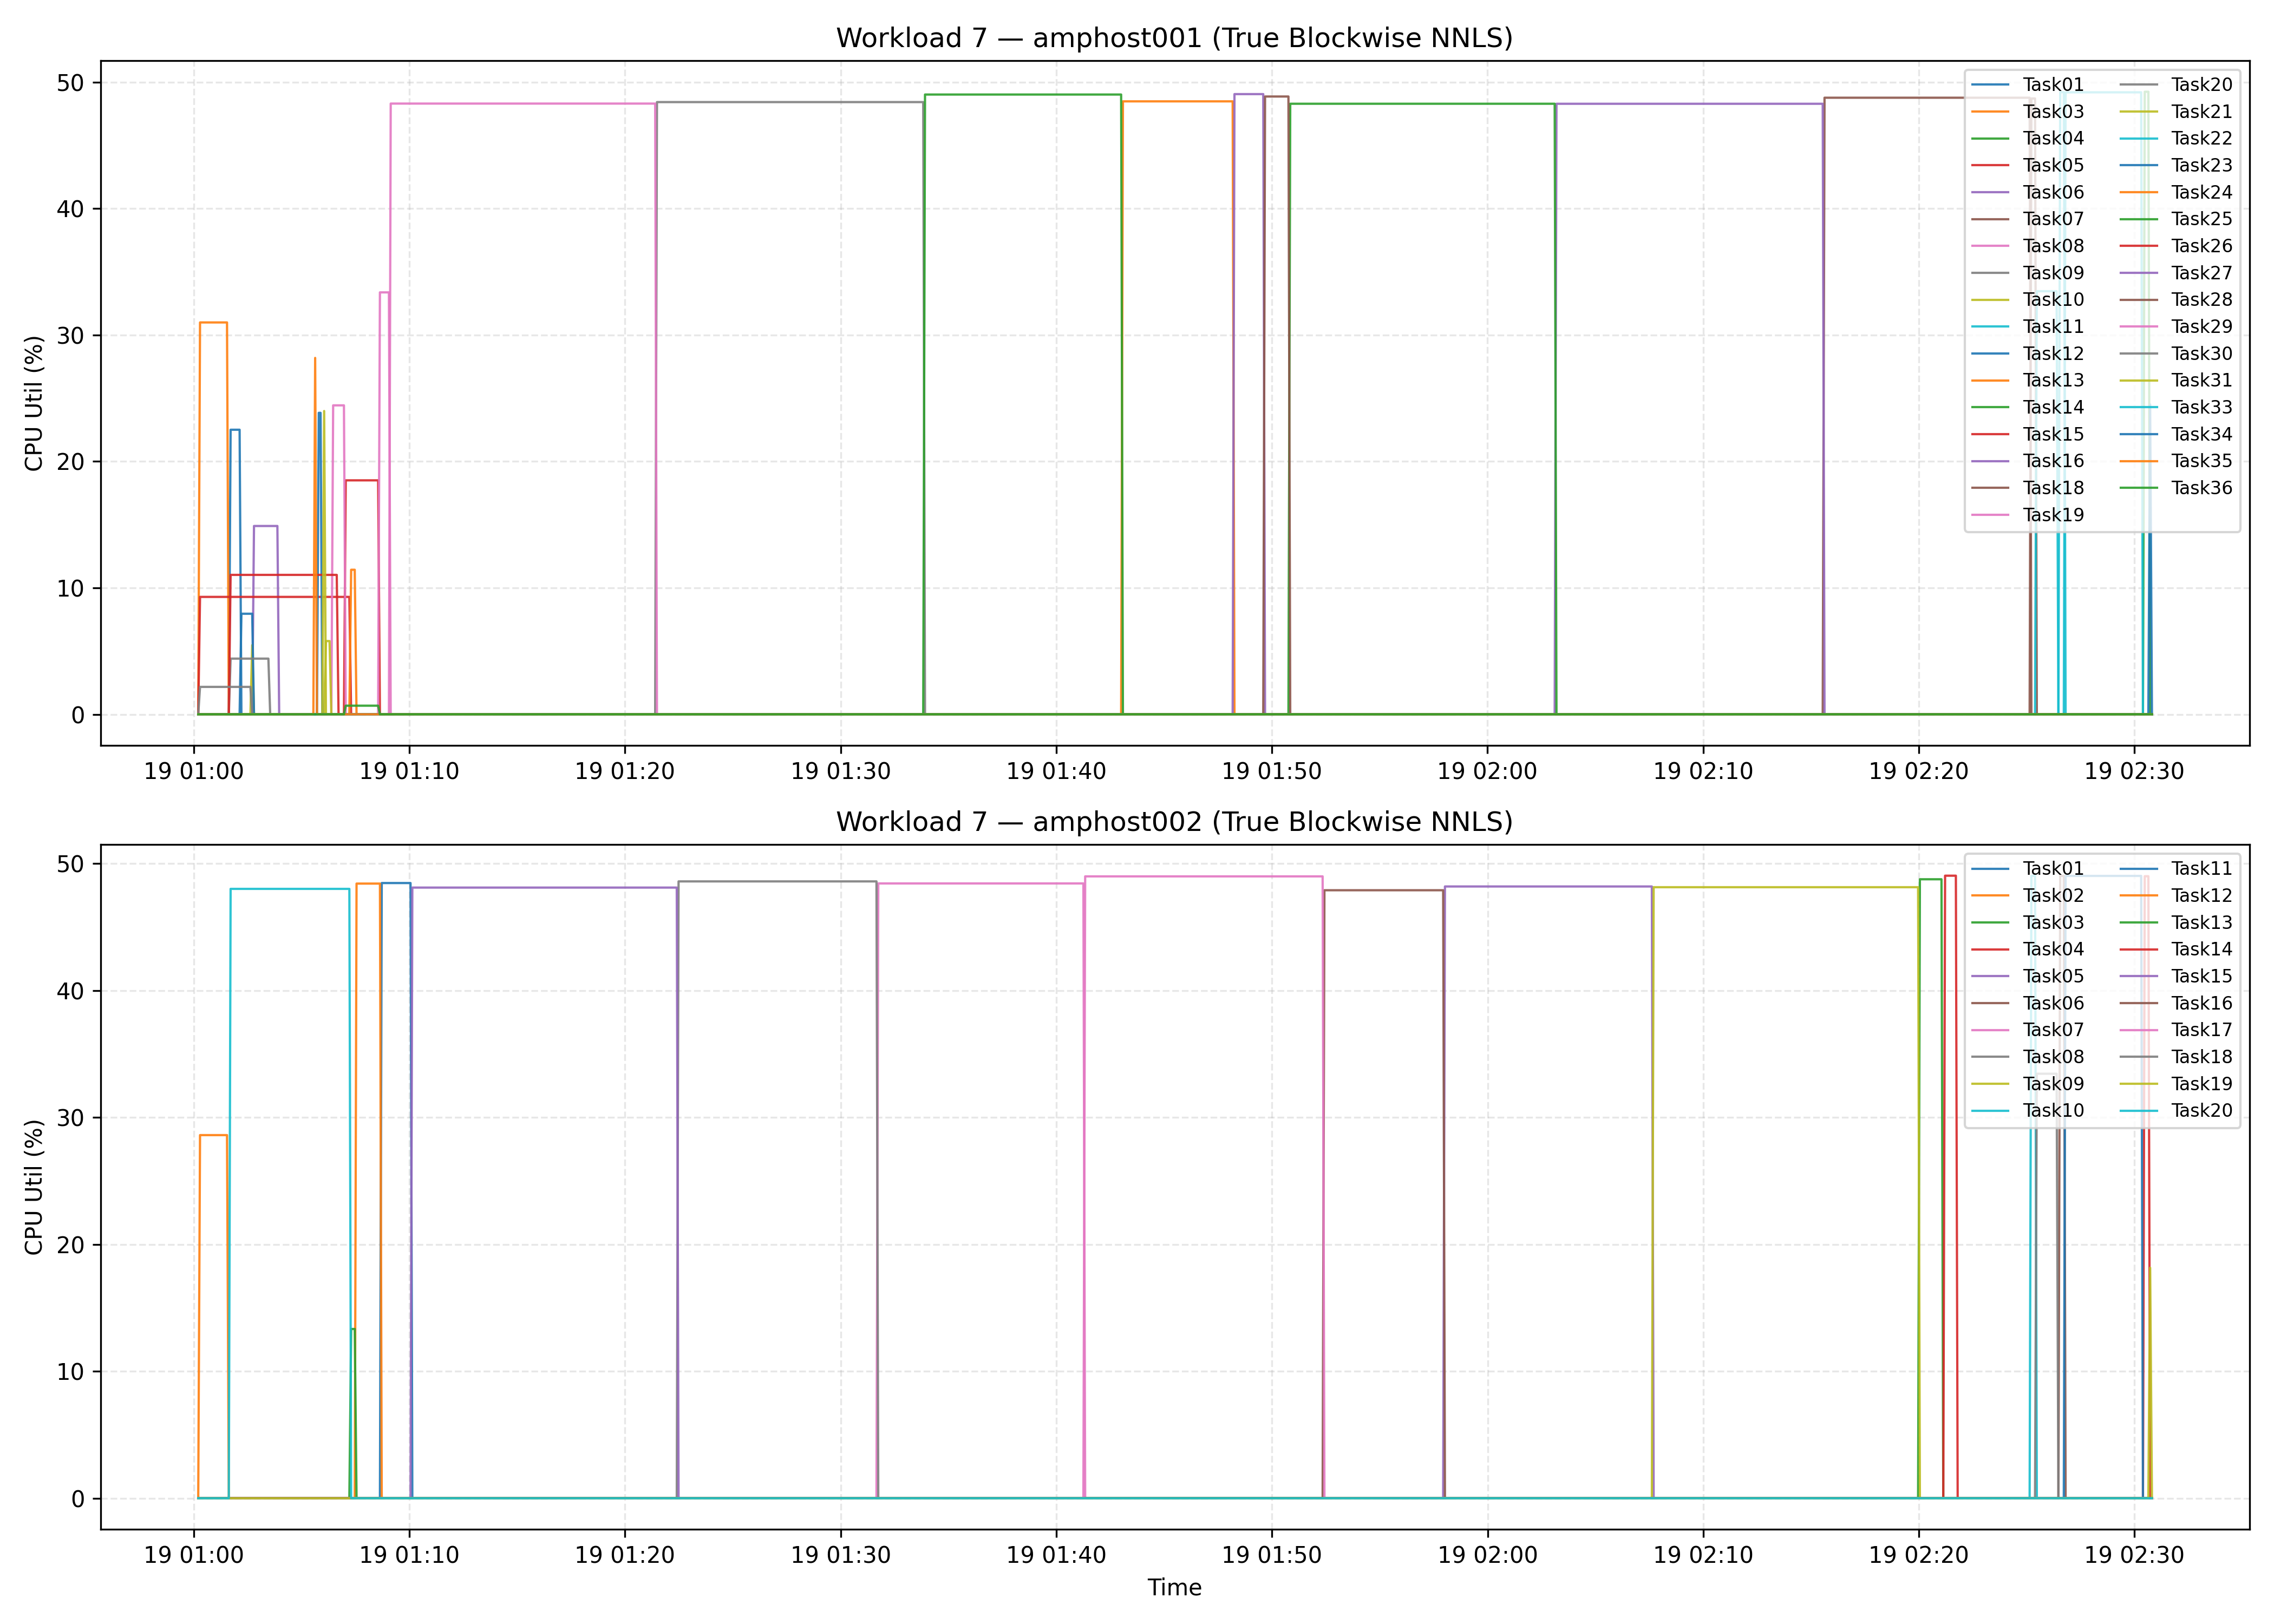 Workload 7 — amphost001 (True Blockwise NNLS)
CPU Util (%)
50
40
30
20
10
0
Task01 Task20
Task03 Task21
Task04 Task22
Task05 Task23
Task06 Task24
Task07 Task25
Task08 Task26
Task09 Task27
Task10 Task28
Task11 Task29
Task12 Task30
Task13 Task31
Task14 Task33
Task15 Task34
Task16 Task35
Task18 Task36
Task19
19 01:00 19 01:10 19 01:20 19 01:30 19 01:40 19 01:50 19 02:00 19 02:10 19 02:20 19 02:30
Workload 7 — amphost002 (True Blockwise NNLS)
CPU Util (%)
50
40
30
20
10
0
Task01 Task11
Task02 Task12
Task03 Task13
Task04 Task14
Task05 Task15
Task06 Task16
Task07 Task17
Task08 Task18
Task09 Task19
Task10 Task20
19 01:00 19 01:10 19 01:20 19 01:30 19 01:40 19 01:50 19 02:00 19 02:10 19 02:20 19 02:30
Time